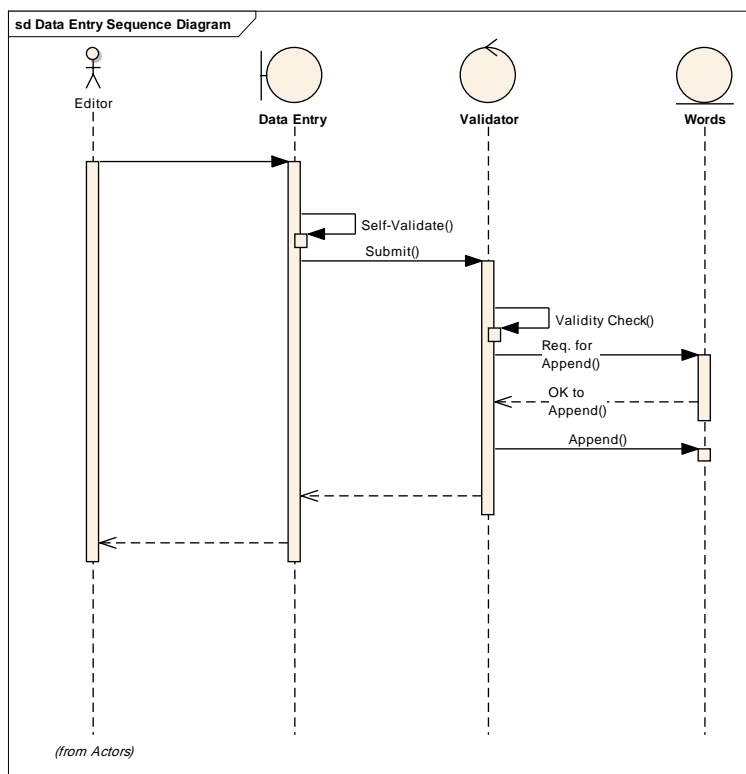 sd Data Entry Sequence Diagram
Editor
Data Entry
Validator
Words
Self-Validate()
Submit()
Validity Check()
Req. for
Append()
OK to
Append()
Append()
(from Actors)